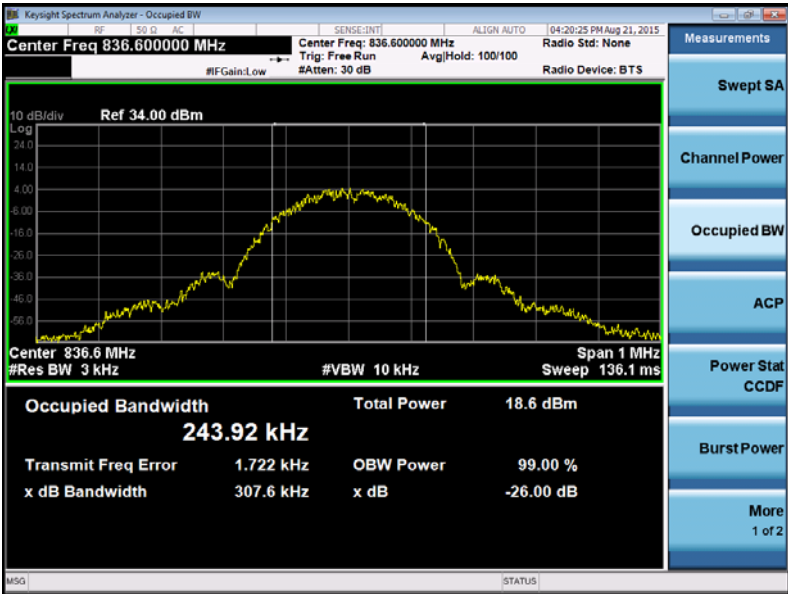 Keysight Spectrum Analyzer - Occupied BW
RF 50 Ω AC SENSE:INT ALIGN AUTO 04:20:25 PM Aug 21, 2015
Center Freq 836.600000 MHz
Center Freq: 836.600000 MHz
Radio Std: None
Trig: Free Run Avg|Hold: 100/100
#IFGain:Low #Atten: 30 dB Radio Device: BTS
10 dB/div Ref 34.00 dBm
Log
24.0
14.0
4.00
-6.00
-16.0
-26.0
-36.0
-46.0
-56.0
Center 836.6 MHz Span 1 MHz
#Res BW 3 kHz #VBW 10 kHz Sweep 136.1 ms
Occupied Bandwidth Total Power 18.6 dBm
243.92 kHz
Transmit Freq Error 1.722 kHz OBW Power 99.00 %
x dB Bandwidth 307.6 kHz x dB -26.00 dB
MSG STATUS
Measurements
Swept SA
Channel Power
Occupied BW
ACP
Power Stat
CCDF
Burst Power
More
1 of 2